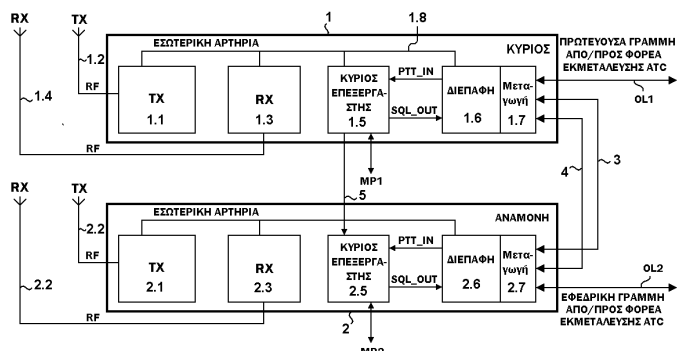 RX
TX
1
1.8
ΕΣΩΤΕΡΙΚΗ ΑΡΤΗΡΙΑ
ΚΥΡΙΟΣ
ΠΡΩΤΕΥΟΥΣΑ ΓΡΑΜΜΗ
ΑΠΟ/ΠΡΟΣ ΦΟΡΕΑ
ΕΚΜΕΤΑΛΕΥΣΗΣ ATC
1.2
RF
1.4
TX
1.1
RX
1.3
ΚΥΡΙΟΣ
ΕΠΕΞΕΡΓΑ-
ΣΤΗΣ
1.5
PTT_IN
SQL_OUT
ΔΙΕΠΑΦΗ
1.6
Μετα-
γωγή
1.7
OL1
RF
MP1
5
4
3
RX
TX
2.2
ΕΣΩΤΕΡΙΚΗ ΑΡΤΗΡΙΑ
ΑΝΑΜΟΝΗ
RF
2.2
TX
2.1
RX
2.3
ΚΥΡΙΟΣ
ΕΠΕΞΕΡΓΑ-
ΣΤΗΣ
2.5
PTT_IN
SQL_OUT
ΔΙΕΠΑΦΗ
2.6
Μετα-
γωγή
2.7
OL2
ΕΦΕΔΡΙΚΗ ΓΡΑΜΜΗ
ΑΠΟ/ΠΡΟΣ ΦΟΡΕΑ
ΕΚΜΕΤΑΛΕΥΣΗΣ ATC
RF
2
MP2